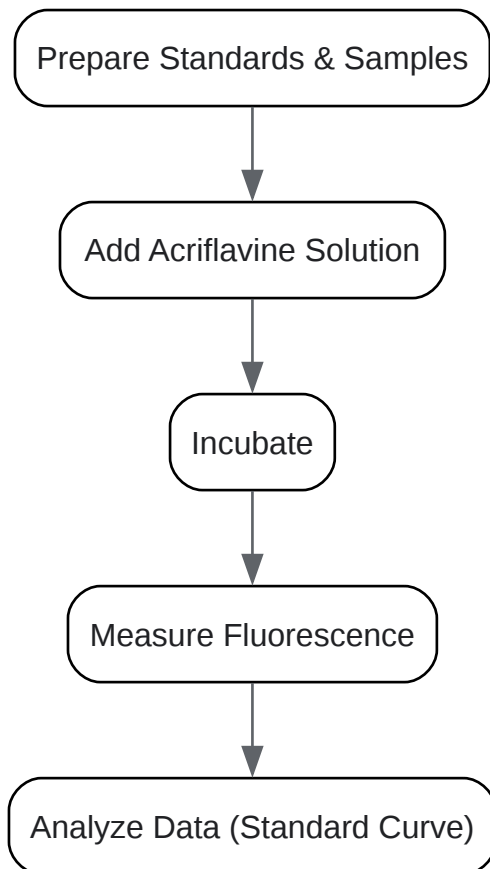 Prepare Standards & Samples
Add Acriflavine Solution
Incubate
Measure Fluorescence
Analyze Data (Standard Curve)